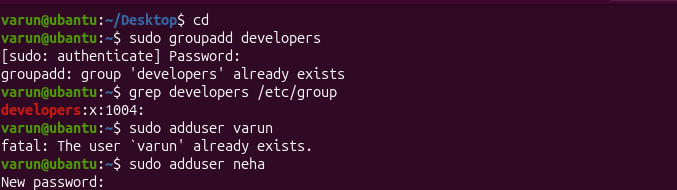 varun@ubantu:~/Desktop$ cd
varun@ubantu:~$ sudo groupadd developers
[sudo: authenticate] Password:
groupadd: group 'developers' already exists
varun@ubantu:~$ grep developers /etc/group
developers:x:1004:
varun@ubantu:~$ sudo adduser varun
fatal: The user `varun' already exists.
varun@ubantu:~$ sudo adduser neha
New password: